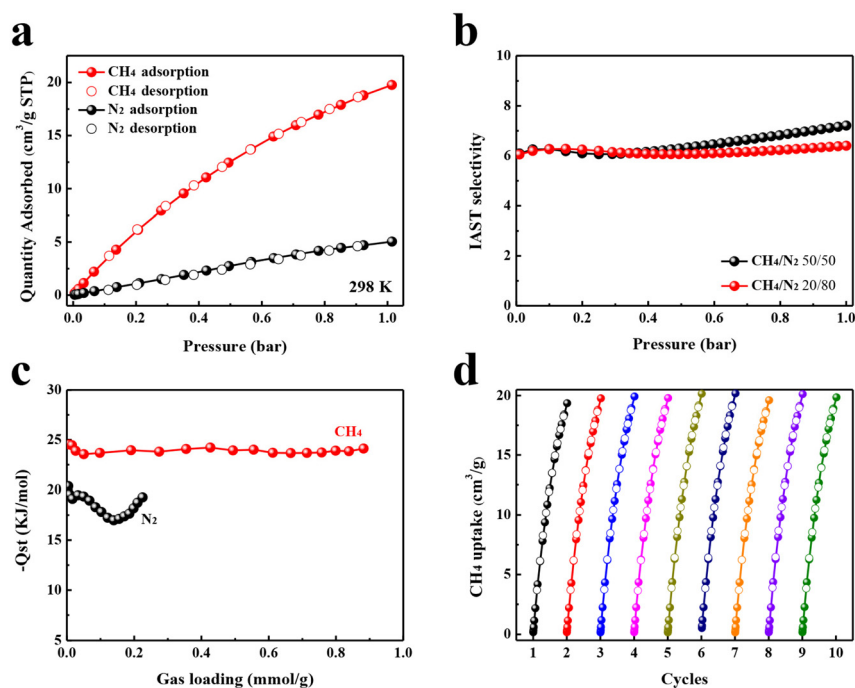 a
Quantity Adsorbed (cm³/g STP)
20
15
10
5
0
CH₄ adsorption
CH₄ desorption
N₂ adsorption
N₂ desorption
298 K
0.0 0.2 0.4 0.6 0.8 1.0
Pressure (bar)
b
IAST selectivity
10
8
6
4
2
0
CH₄/N₂ 50/50
CH₄/N₂ 20/80
0.0 0.2 0.4 0.6 0.8 1.0
Pressure (bar)
c
-Qst (KJ/mol)
30
25
20
15
10
5
CH₄
N₂
0.0 0.2 0.4 0.6 0.8 1.0
Gas loading (mmol/g)
d
CH₄ uptake (cm³/g)
20
15
10
5
0
1 2 3 4 5 6 7 8 9 10
Cycles